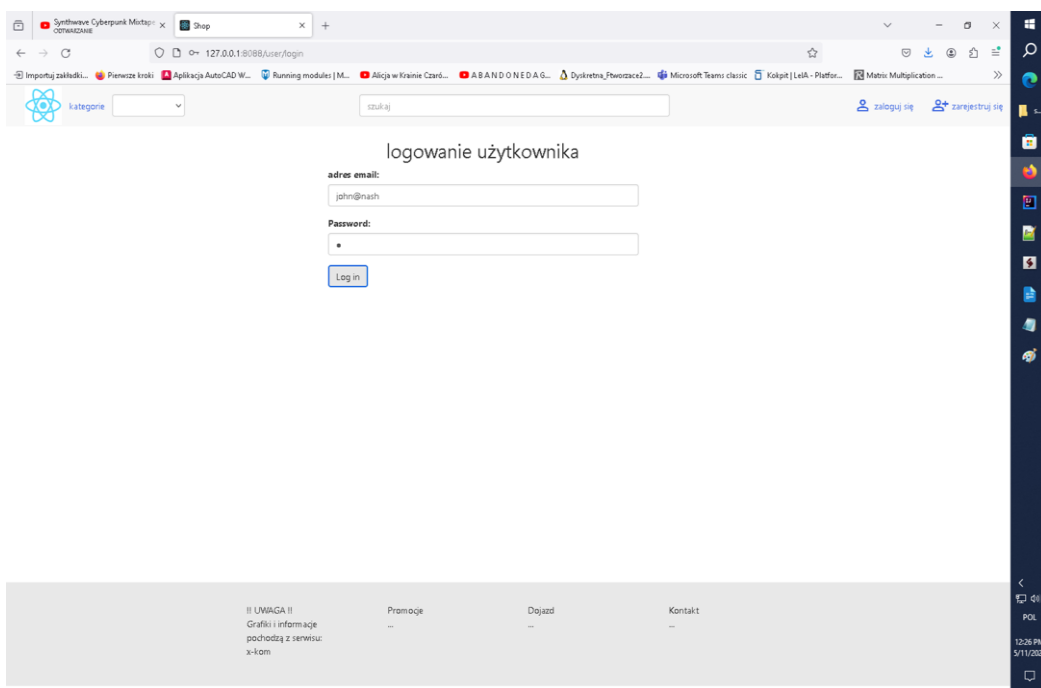 Synthwave Cyberpunk Mixtape
ODTWARZANIE
Shop
127.0.0.1:8088/user/login
Importuj zakładki...
Pierwsze kroki
Aplikacja AutoCAD W...
Running modules | M...
Alicja w Krainie Czaró...
A B A N D O N E D A G...
Dyskretna_Ftworzace2....
Microsoft Teams classic
Kokpit | LeIA - Platfor...
Matrix Multiplication ...
kategorie
szukaj
zaloguj się
zarejestruj się
logowanie użytkownika
adres email:
john@nash
Password:
Log in
!! UWAGA !!
Grafiki i informacje
pochodzą z serwisu:
x-kom
Promocje
...
Dojazd
...
Kontakt
...
POL
12:26 PM